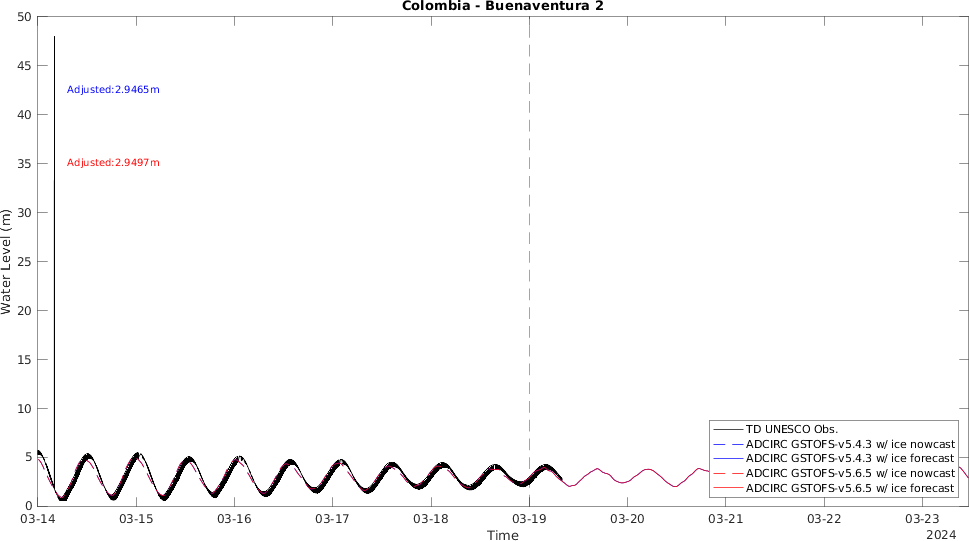 Colombia - Buenaventura 2
50
45
40
35
30
25
20
15
10
5
0
Water Level (m)
Adjusted:2.9465m
Adjusted:2.9497m
TD UNESCO Obs.
ADCIRC GSTOFS-v5.4.3 w/ ice nowcast
ADCIRC GSTOFS-v5.4.3 w/ ice forecast
ADCIRC GSTOFS-v5.6.5 w/ ice nowcast
ADCIRC GSTOFS-v5.6.5 w/ ice forecast
03-14 03-15 03-16 03-17 03-18 03-19 03-20 03-21 03-22 03-23
Time
2024